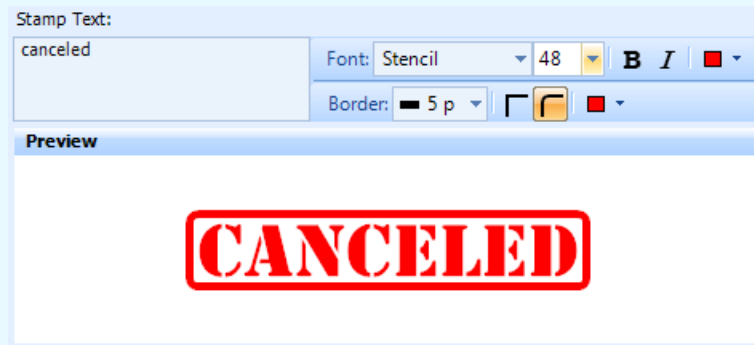 Stamp Text:
canceled
Font: Stencil 48 B I
Border: 5 p
Preview
CANCELED